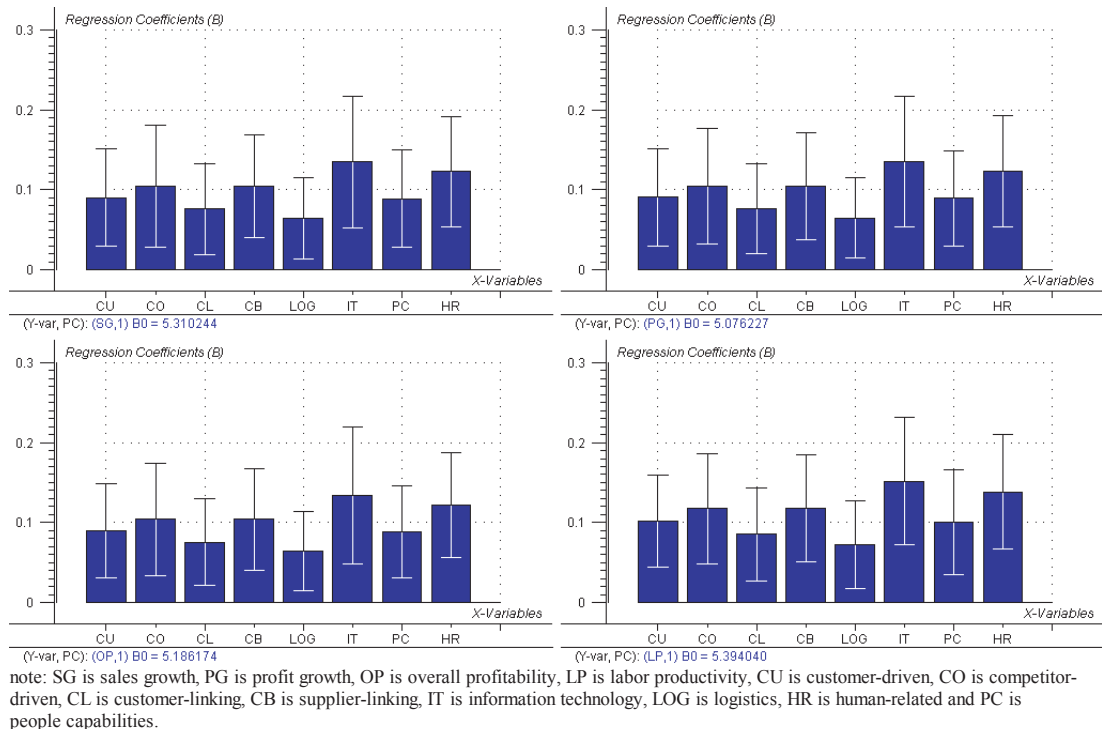 Regression Coefficients (B)
0.3
0.2
0.1
0
X-Variables
CU CO CL CB LOG IT PC HR
(Y-var, PC): (SG,1) B0 = 5.310244
Regression Coefficients (B)
0.3
0.2
0.1
0
X-Variables
CU CO CL CB LOG IT PC HR
(Y-var, PC): (PG,1) B0 = 5.076227
Regression Coefficients (B)
0.3
0.2
0.1
0
X-Variables
CU CO CL CB LOG IT PC HR
(Y-var, PC): (OP,1) B0 = 5.186174
Regression Coefficients (B)
0.3
0.2
0.1
0
X-Variables
CU CO CL CB LOG IT PC HR
(Y-var, PC): (LP,1) B0 = 5.394040
note: SG is sales growth, PG is profit growth, OP is overall profitability, LP is labor productivity, CU is customer-driven, CO is competitor-
driven, CL is customer-linking, CB is supplier-linking, IT is information technology, LOG is logistics, HR is human-related and PC is
people capabilities.